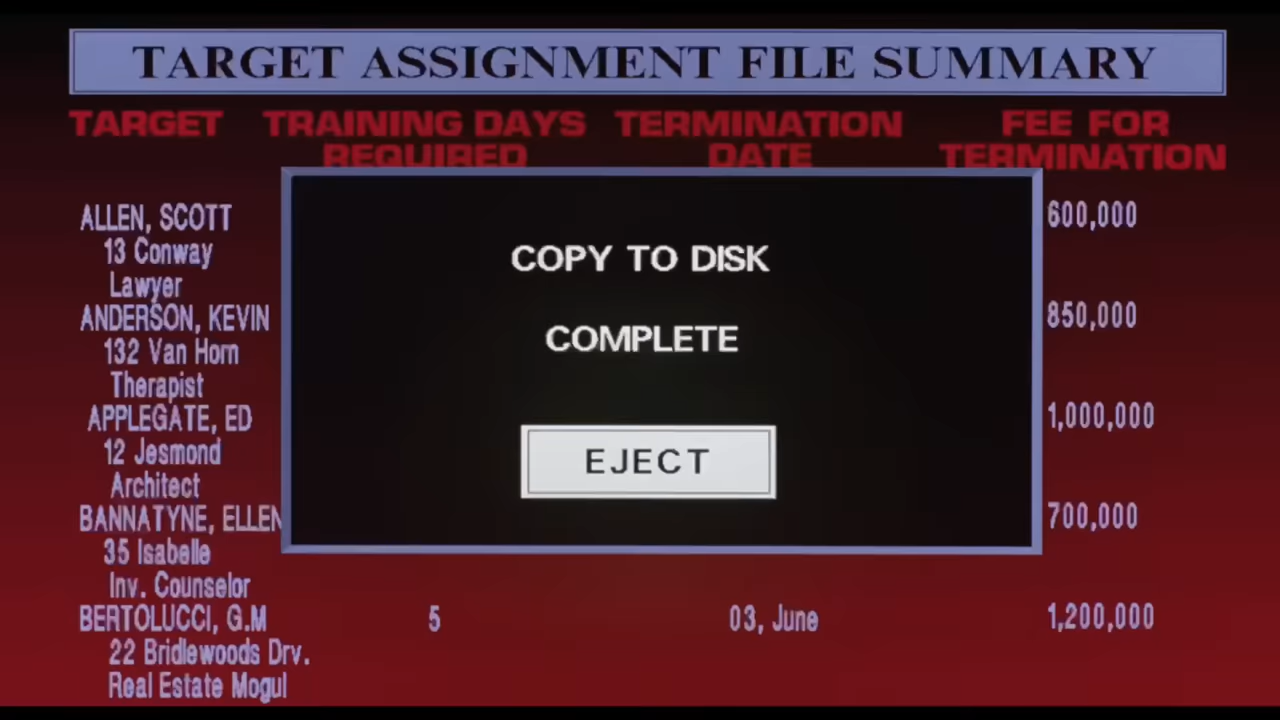 TARGET ASSIGNMENT FILE SUMMARY
TARGET TRAINING DAYS REQUIRED TERMINATION DATE FEE FOR TERMINATION
ALLEN, SCOTT 600,000
13 Conway
Lawyer
ANDERSON, KEVIN 850,000
132 Van Horn
Therapist
APPLEGATE, ED 1,000,000
12 Jesmond
Architect
BANNATYNE, ELLEN 700,000
35 Isabelle
Inv. Counselor
BERTOLUCCI, G.M 5 03, June 1,200,000
22 Bridlewoods Drv.
Real Estate Mogul
COPY TO DISK
COMPLETE
EJECT